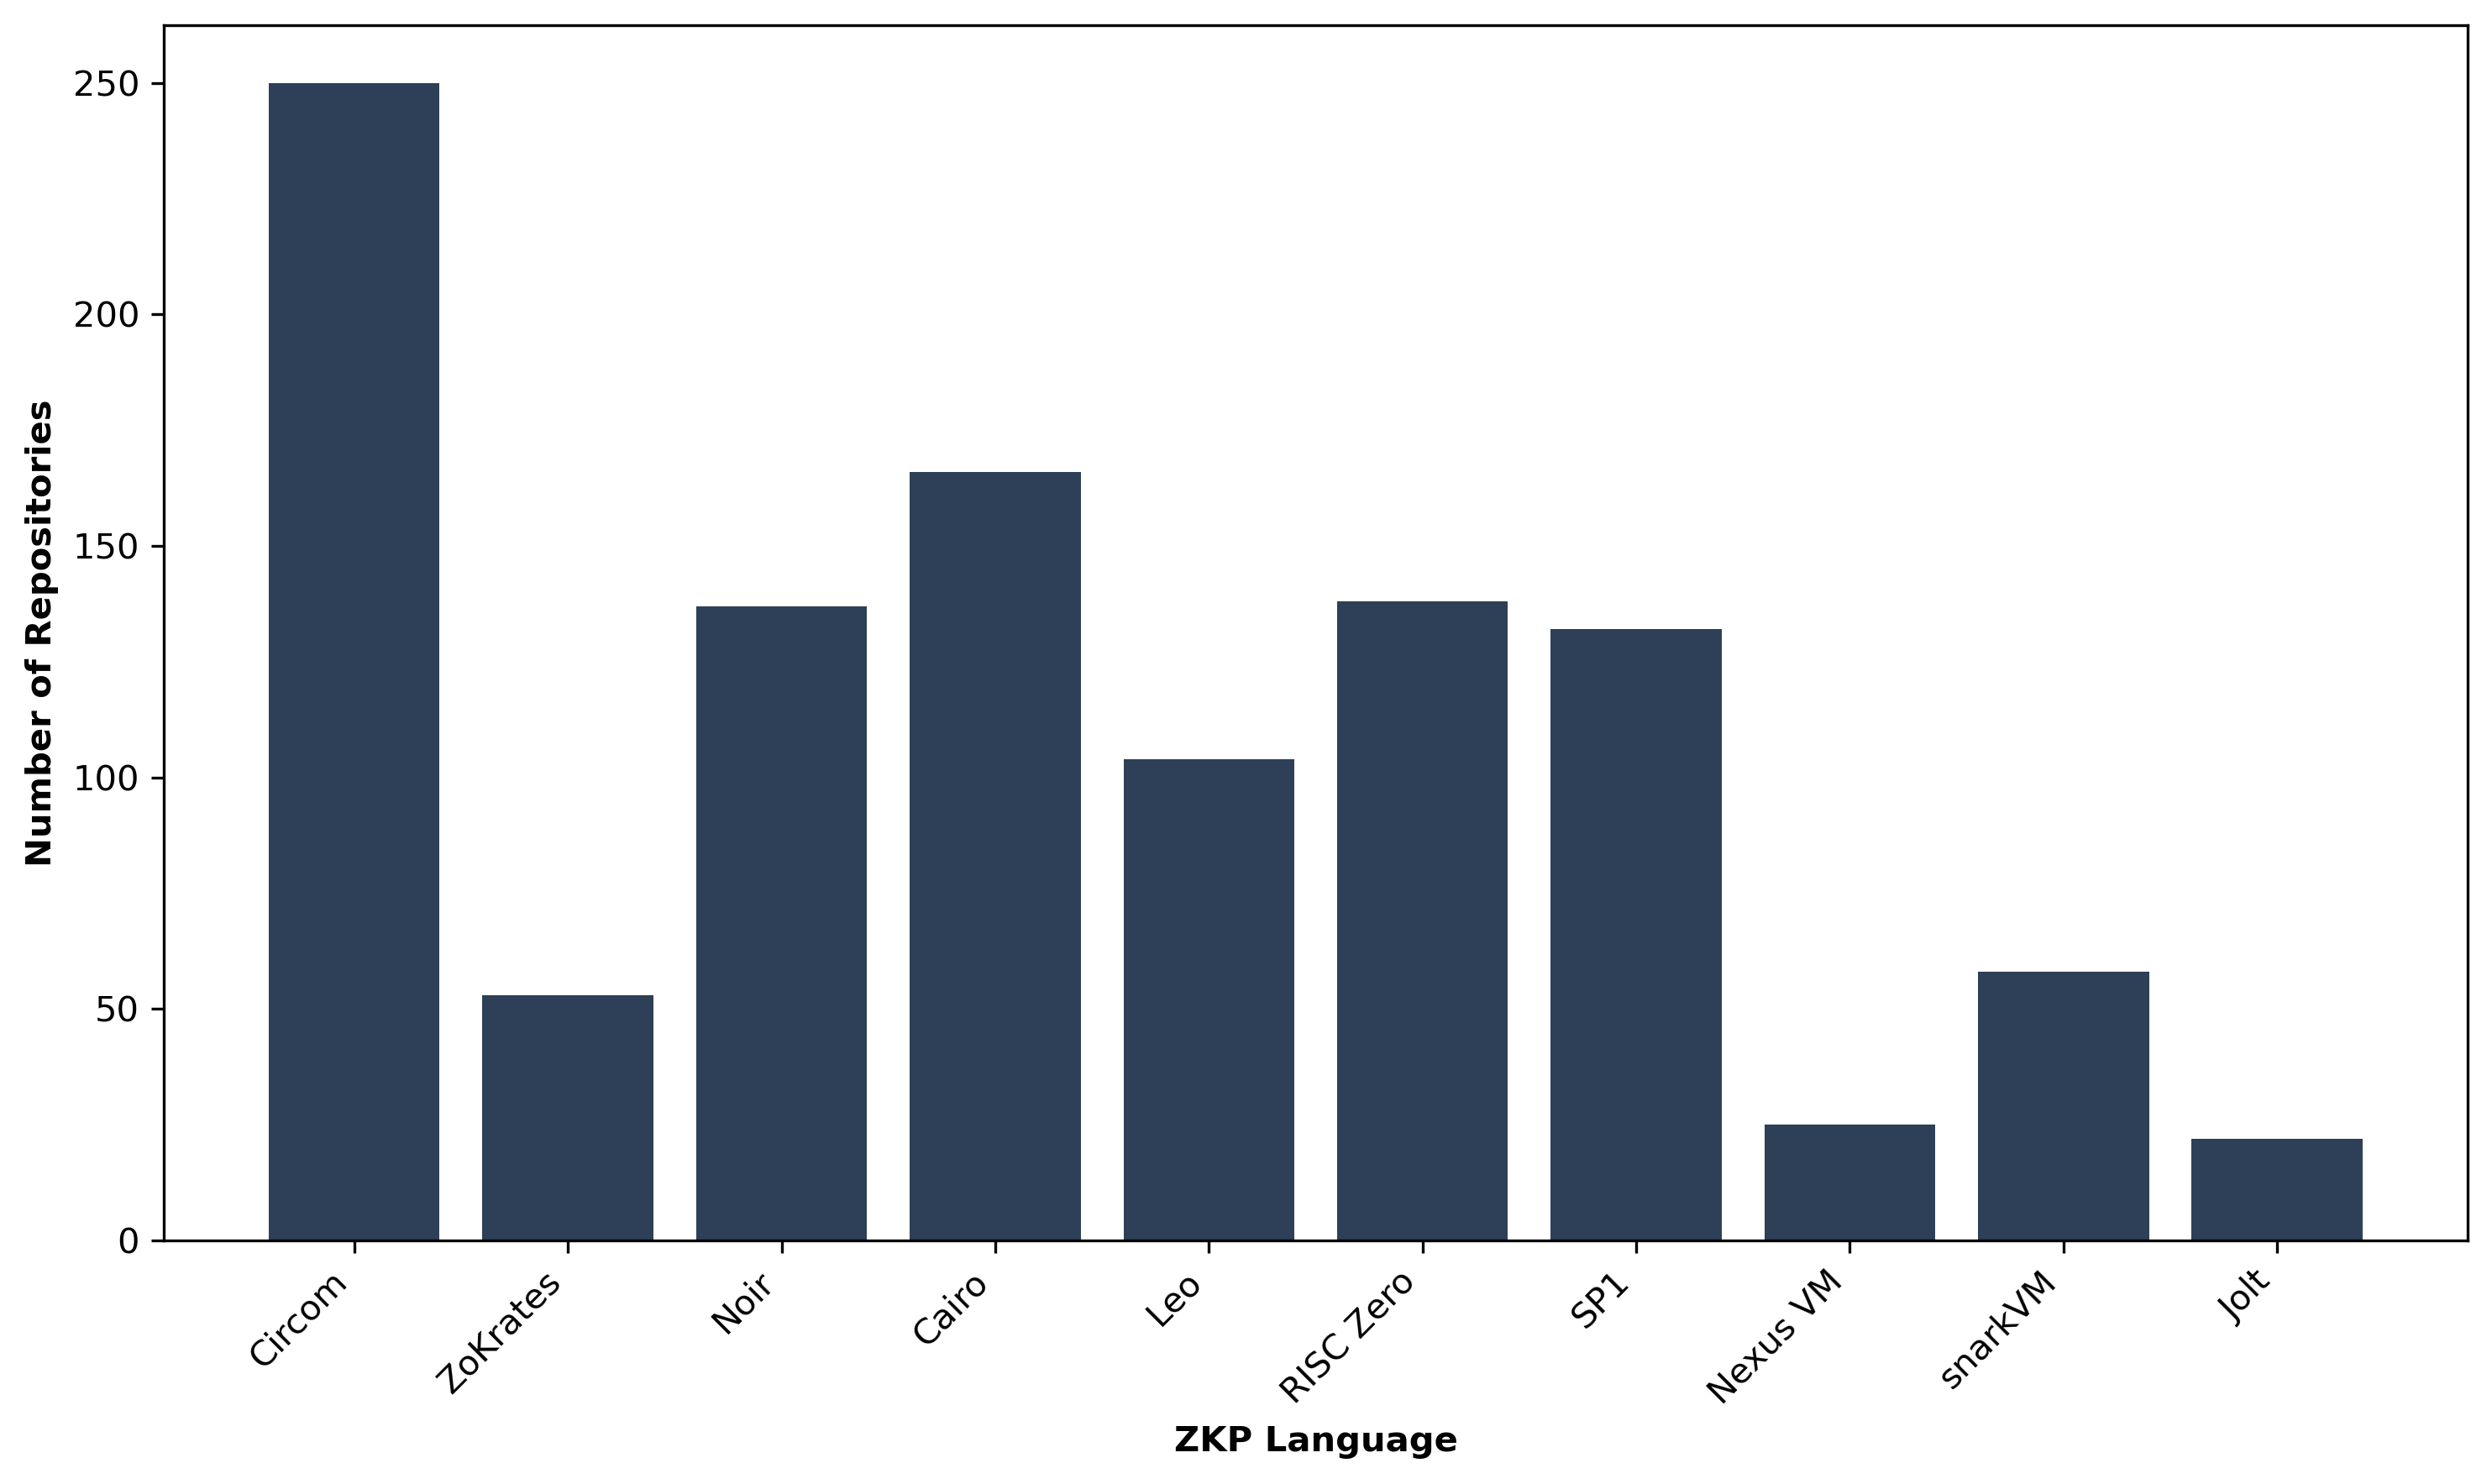 Number of Repositories
250
200
150
100
50
0
Circom
ZoKrates
Noir
Cairo
Leo
RISC Zero
SP1
Nexus VM
snarkVM
Jolt
ZKP Language